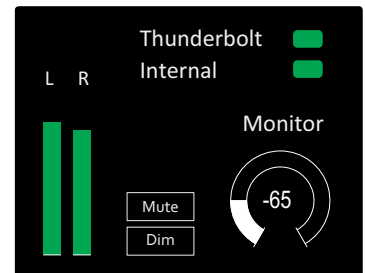 Thunderbolt
Internal
L R
Monitor
-65
Mute
Dim